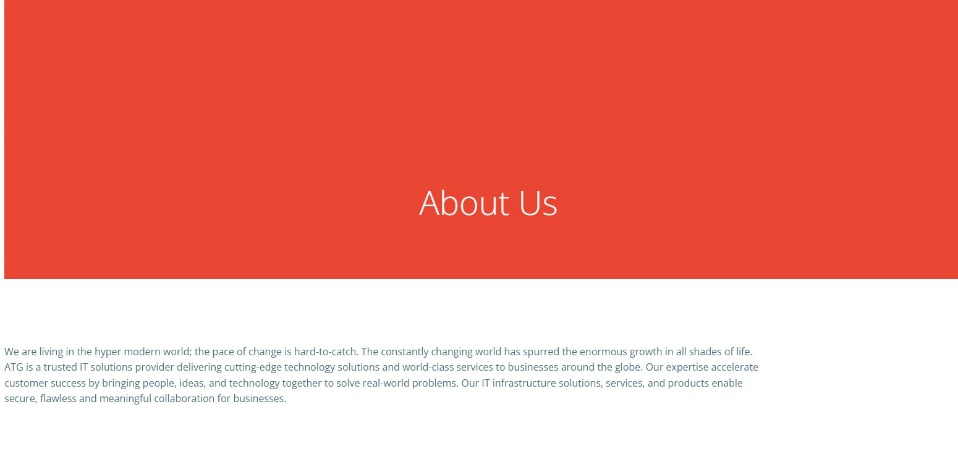 About Us
We are living in the hyper modern world; the pace of change is hard-to-catch. The constantly changing world has spurred the enormous growth in all shades of life.
ATG is a trusted IT solutions provider delivering cutting-edge technology solutions and world-class services to businesses around the globe. Our expertise accelerate
customer success by bringing people, ideas, and technology together to solve real-world problems. Our IT infrastructure solutions, services, and products enable
secure, flawless and meaningful collaboration for businesses.